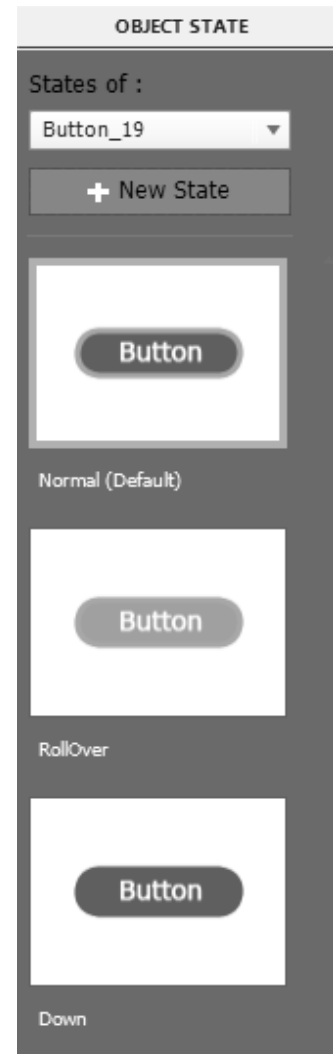 OBJECT STATE
States of :
Button_19
New State
Button
Normal (Default)
Button
RollOver
Button
Down